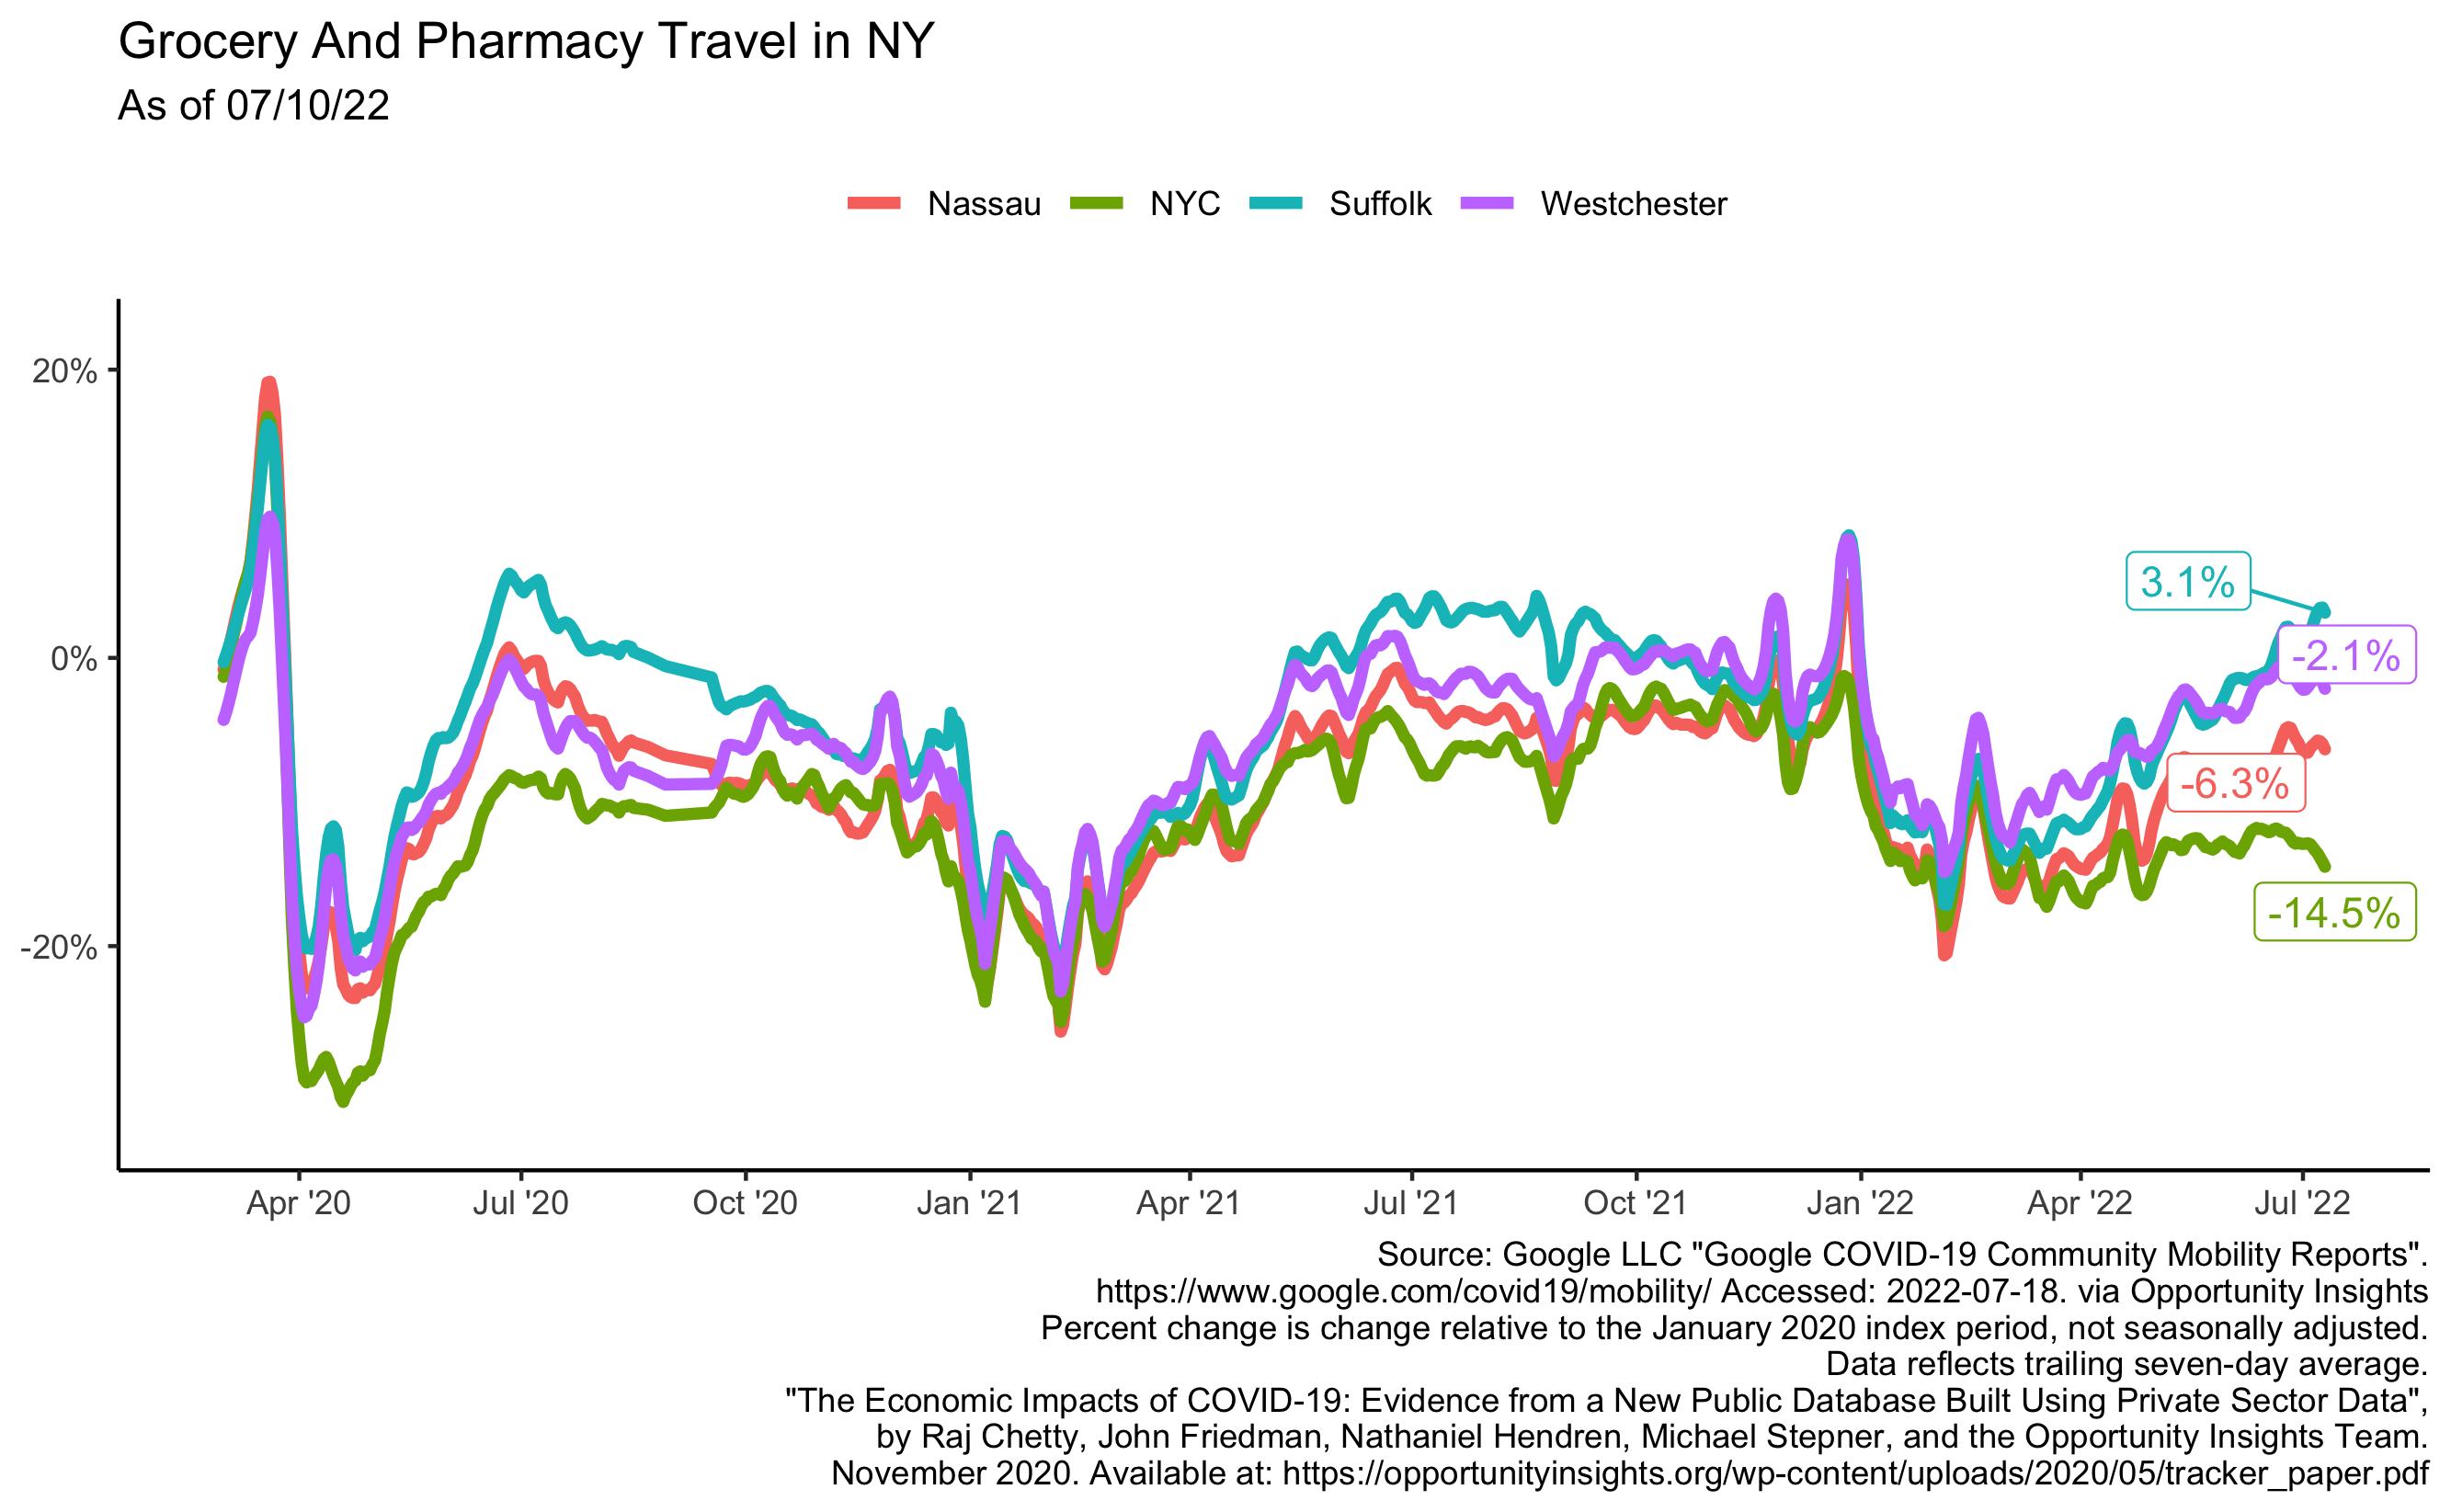 Grocery And Pharmacy Travel in NY
As of 07/10/22
Nassau NYC Suffolk Westchester
20%
0%
-20%
3.1%
-2.1%
-6.3%
-14.5%
Apr '20 Jul '20 Oct '20 Jan '21 Apr '21 Jul '21 Oct '21 Jan '22 Apr '22 Jul '22
Source: Google LLC "Google COVID-19 Community Mobility Reports".
https://www.google.com/covid19/mobility/ Accessed: 2022-07-18. via Opportunity Insights
Percent change is change relative to the January 2020 index period, not seasonally adjusted.
Data reflects trailing seven-day average.
"The Economic Impacts of COVID-19: Evidence from a New Public Database Built Using Private Sector Data",
by Raj Chetty, John Friedman, Nathaniel Hendren, Michael Stepner, and the Opportunity Insights Team.
November 2020. Available at: https://opportunityinsights.org/wp-content/uploads/2020/05/tracker_paper.pdf